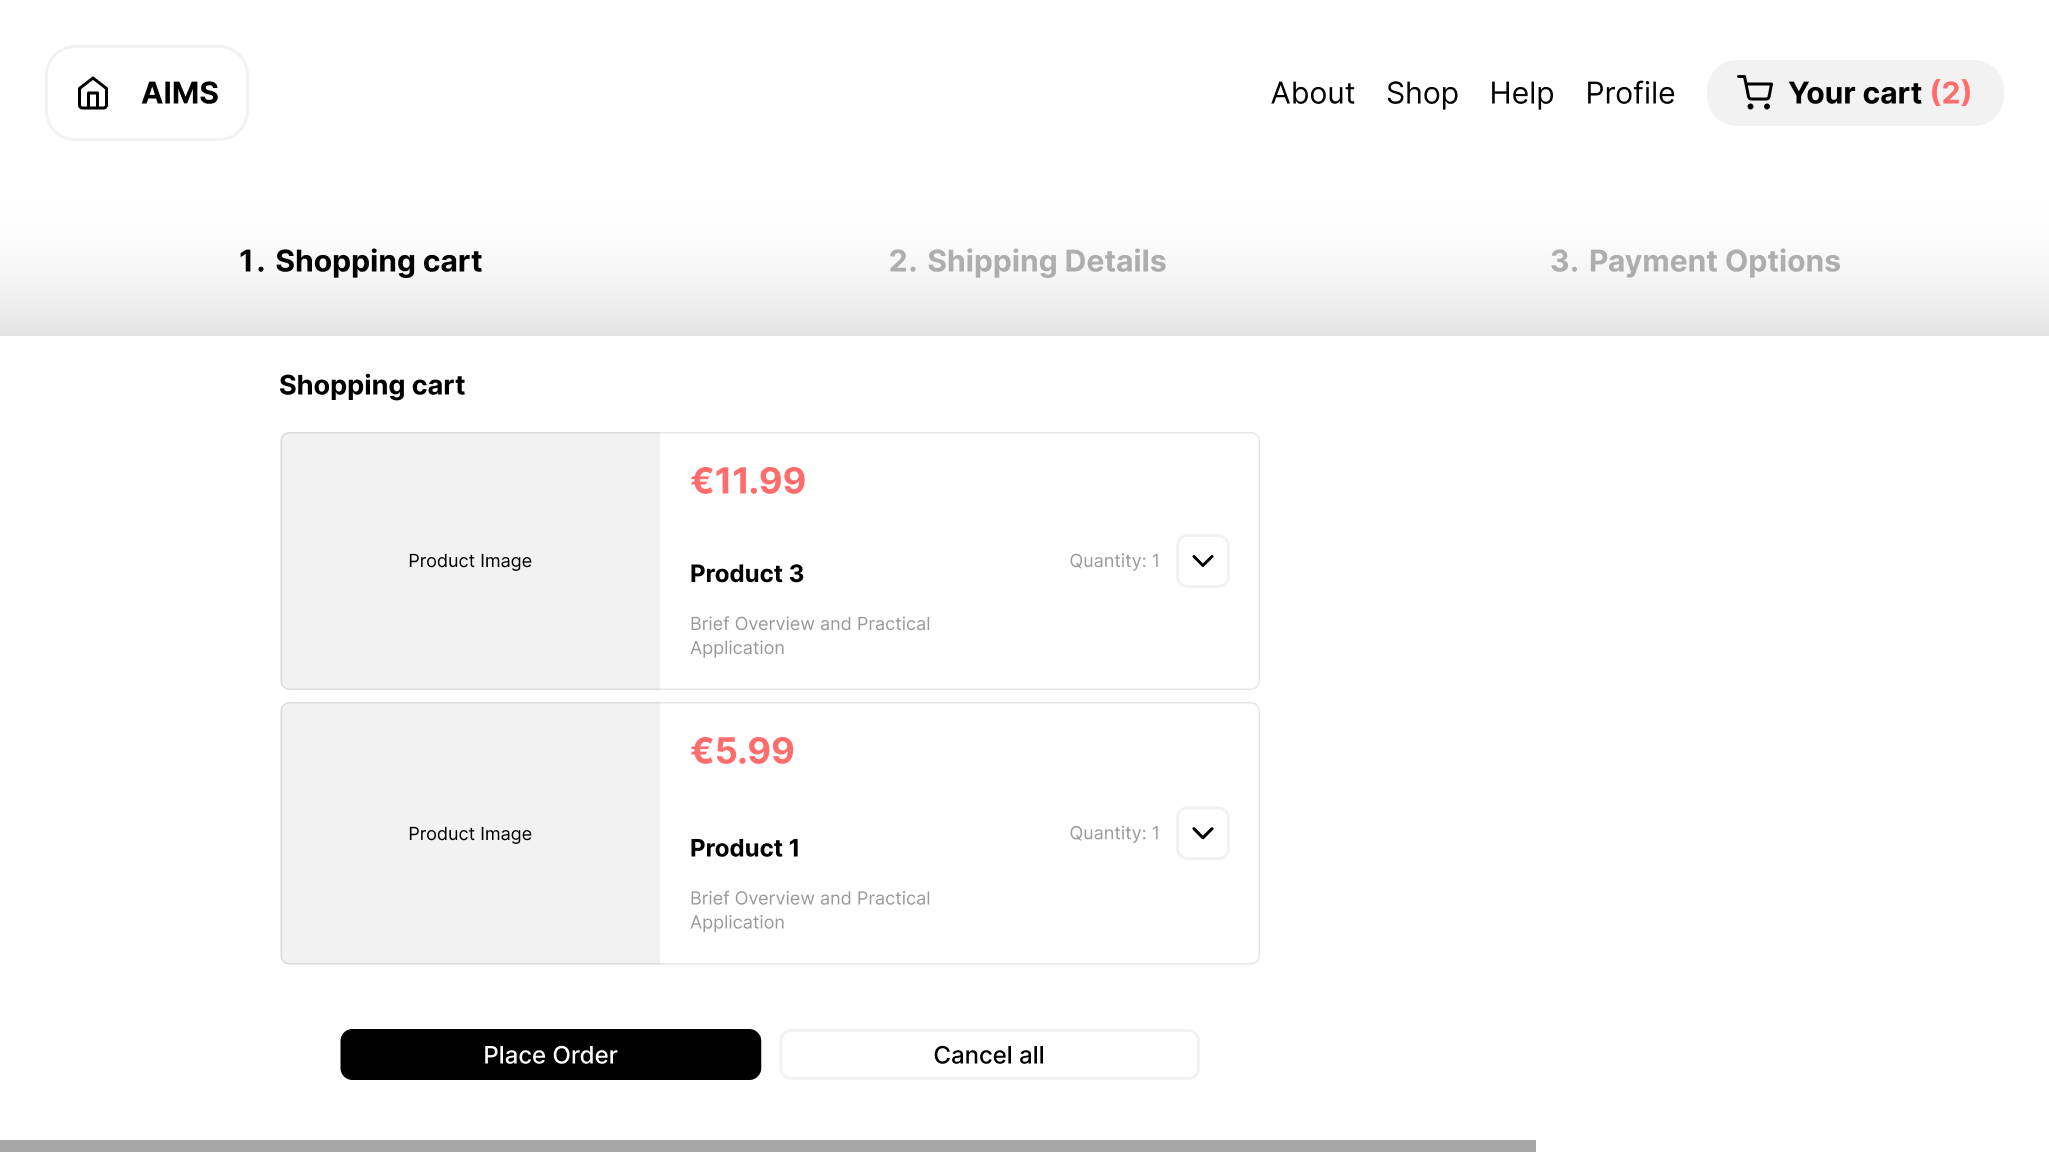 AIMS
About Shop Help Profile Your cart (2)
1. Shopping cart 2. Shipping Details 3. Payment Options
Shopping cart
€11.99
Product Image
Quantity: 1
Product 3
Brief Overview and Practical
Application
€5.99
Product Image
Quantity: 1
Product 1
Brief Overview and Practical
Application
Place Order Cancel all